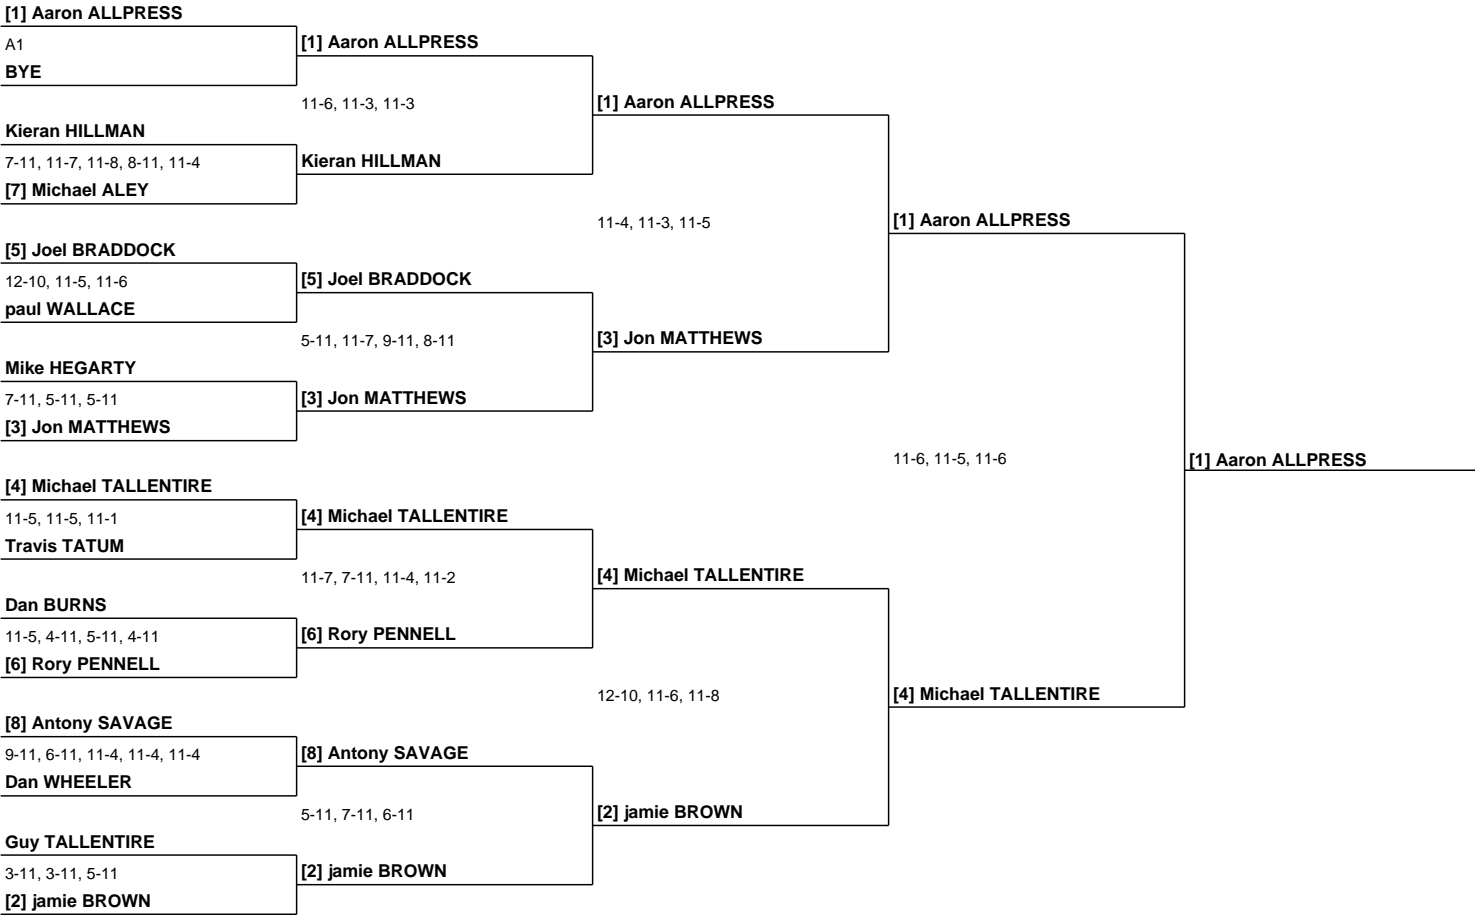 [1] Aaron ALLPRESS
A1
BYE
Kieran HILLMAN
7-11, 11-7, 11-8, 8-11, 11-4
[7] Michael ALEY
[5] Joel BRADDOCK
12-10, 11-5, 11-6
paul WALLACE
Mike HEGARTY
7-11, 5-11, 5-11
[3] Jon MATTHEWS
[4] Michael TALLENTIRE
11-5, 11-5, 11-1
Travis TATUM
Dan BURNS
11-5, 4-11, 5-11, 4-11
[6] Rory PENNELL
[8] Antony SAVAGE
9-11, 6-11, 11-4, 11-4, 11-4
Dan WHEELER
Guy TALLENTIRE
3-11, 3-11, 5-11
[2] jamie BROWN
[1] Aaron ALLPRESS
11-6, 11-3, 11-3
Kieran HILLMAN
[5] Joel BRADDOCK
5-11, 11-7, 9-11, 8-11
[3] Jon MATTHEWS
[4] Michael TALLENTIRE
11-7, 7-11, 11-4, 11-2
[6] Rory PENNELL
[8] Antony SAVAGE
5-11, 7-11, 6-11
[2] jamie BROWN
[1] Aaron ALLPRESS
11-4, 11-3, 11-5
[3] Jon MATTHEWS
[4] Michael TALLENTIRE
12-10, 11-6, 11-8
[2] jamie BROWN
[1] Aaron ALLPRESS
11-6, 11-5, 11-6
[4] Michael TALLENTIRE
[1] Aaron ALLPRESS